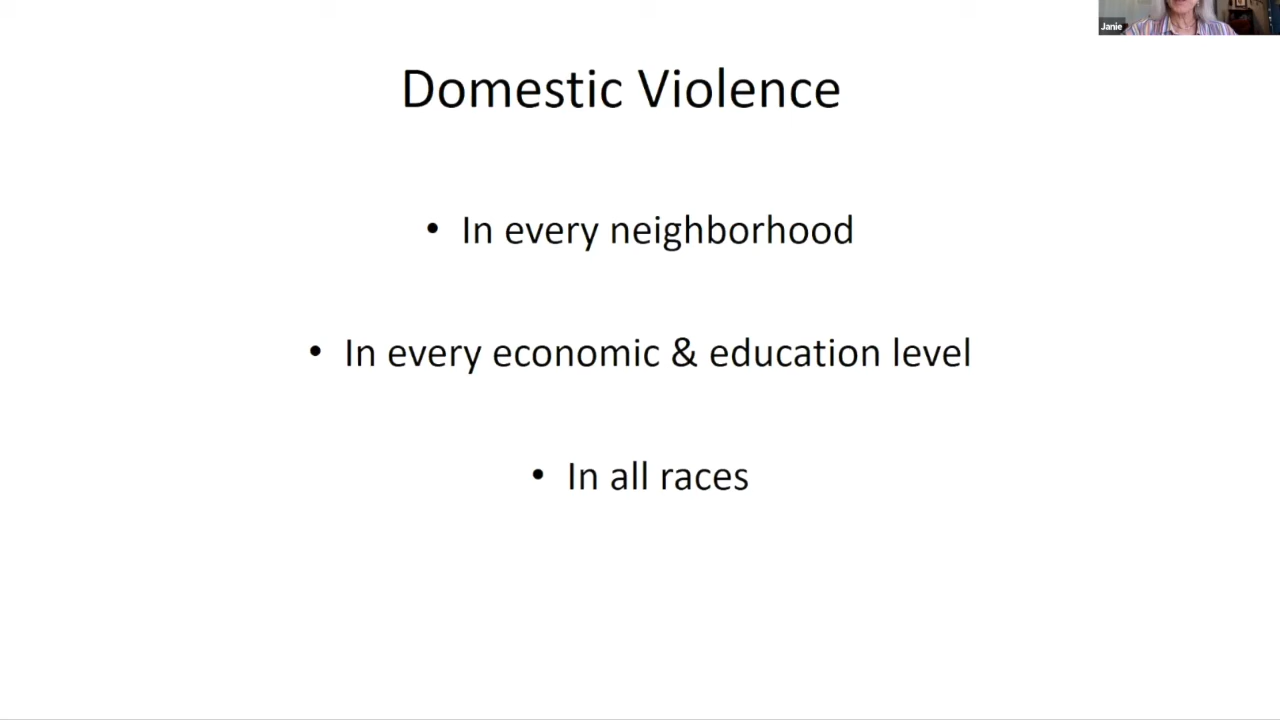 Janie
Domestic Violence
• In every neighborhood
• In every economic & education level
• In all races